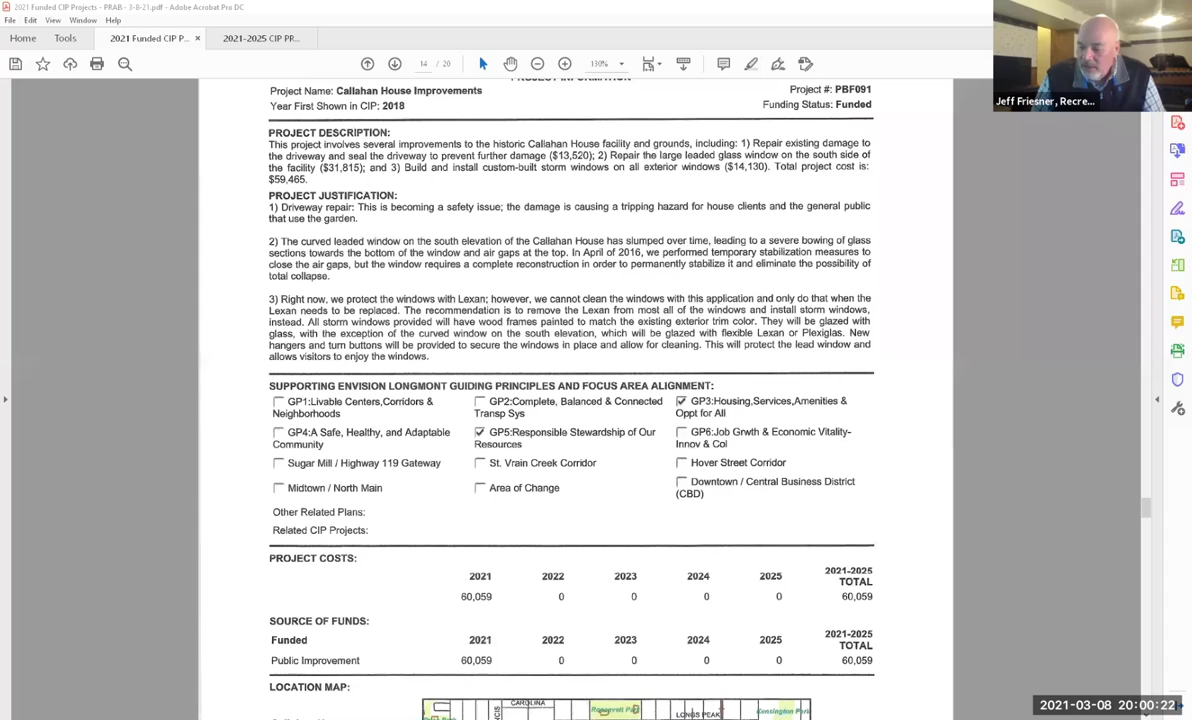 2021 Funded CIP Projects - PRAB - 3-8-21.pdf - Adobe Acrobat Pro DC
File Edit View Window Help
Home Tools 2021 Funded CIP P... × 2021-2025 CIP PR...
14 / 20 130%
PROJECT INFORMATION
Project Name: Callahan House Improvements Project #: PBF091
Year First Shown in CIP: 2018 Funding Status: Funded
PROJECT DESCRIPTION:
This project involves several improvements to the historic Callahan House facility and grounds, including: 1) Repair existing damage to
the driveway and seal the driveway to prevent further damage ($13,520); 2) Repair the large leaded glass window on the south side of
the facility ($31,815); and 3) Build and install custom-built storm windows on all exterior windows ($14,130). Total project cost is:
$59,465.
PROJECT JUSTIFICATION:
1) Driveway repair: This is becoming a safety issue; the damage is causing a tripping hazard for house clients and the general public
that use the garden.
2) The curved leaded window on the south elevation of the Callahan House has slumped over time, leading to a severe bowing of glass
sections towards the bottom of the window and air gaps at the top. In April of 2016, we performed temporary stabilization measures to
close the air gaps, but the window requires a complete reconstruction in order to permanently stabilize it and eliminate the possibility of
total collapse.
3) Right now, we protect the windows with Lexan; however, we cannot clean the windows with this application and only do that when the
Lexan needs to be replaced. The recommendation is to remove the Lexan from most all of the windows and install storm windows,
instead. All storm windows provided will have wood frames painted to match the existing exterior trim color. They will be glazed with
glass, with the exception of the curved window on the south elevation, which will be glazed with flexible Lexan or Plexiglas. New
hangers and turn buttons will be provided to secure the windows in place and allow for cleaning. This will protect the lead window and
allows visitors to enjoy the windows.
SUPPORTING ENVISION LONGMONT GUIDING PRINCIPLES AND FOCUS AREA ALIGNMENT:
GP1:Livable Centers,Corridors &
Neighborhoods
GP2:Complete, Balanced & Connected
Transp Sys
GP3:Housing,Services,Amenities &
Oppt for All
GP4:A Safe, Healthy, and Adaptable
Community
GP5:Responsible Stewardship of Our
Resources
GP6:Job Grwth & Economic Vitality-
Innov & Col
Sugar Mill / Highway 119 Gateway
St. Vrain Creek Corridor
Hover Street Corridor
Midtown / North Main
Area of Change
Downtown / Central Business District
(CBD)
Other Related Plans:
Related CIP Projects:
PROJECT COSTS:
2021 2022 2023 2024 2025 2021-2025
TOTAL
60,059 0 0 0 0 60,059
SOURCE OF FUNDS:
Funded 2021 2022 2023 2024 2025 2021-2025
TOTAL
Public Improvement 60,059 0 0 0 0 60,059
LOCATION MAP:
CAROLINA
LONGS PEAK
Kensington Park
Jeff Friesner, Recre...
2021-03-08 20:00:22